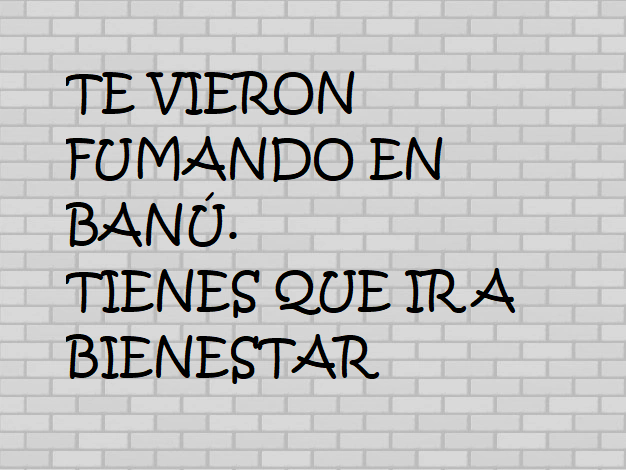 TE VIERON
FUMANDO EN
BANÚ.
TIENES QUE IR A
BIENESTAR